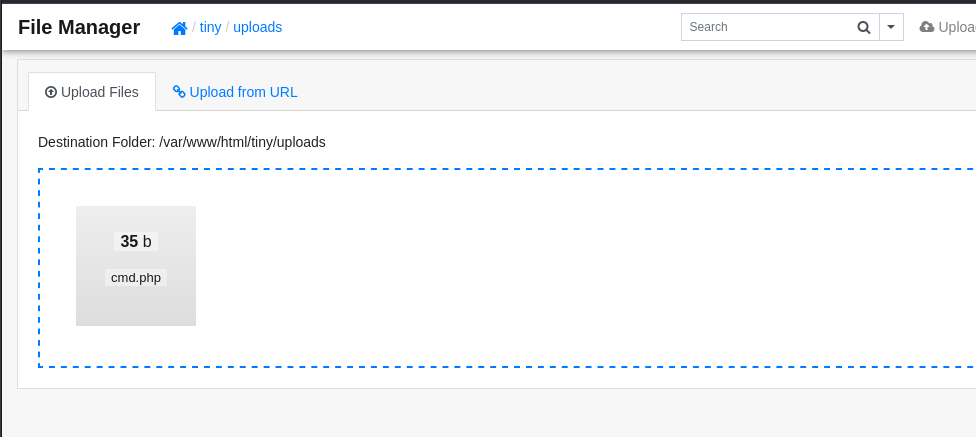 File Manager / tiny / uploads Search
Upload Files Upload from URL
Destination Folder: /var/www/html/tiny/uploads
35 b
cmd.php